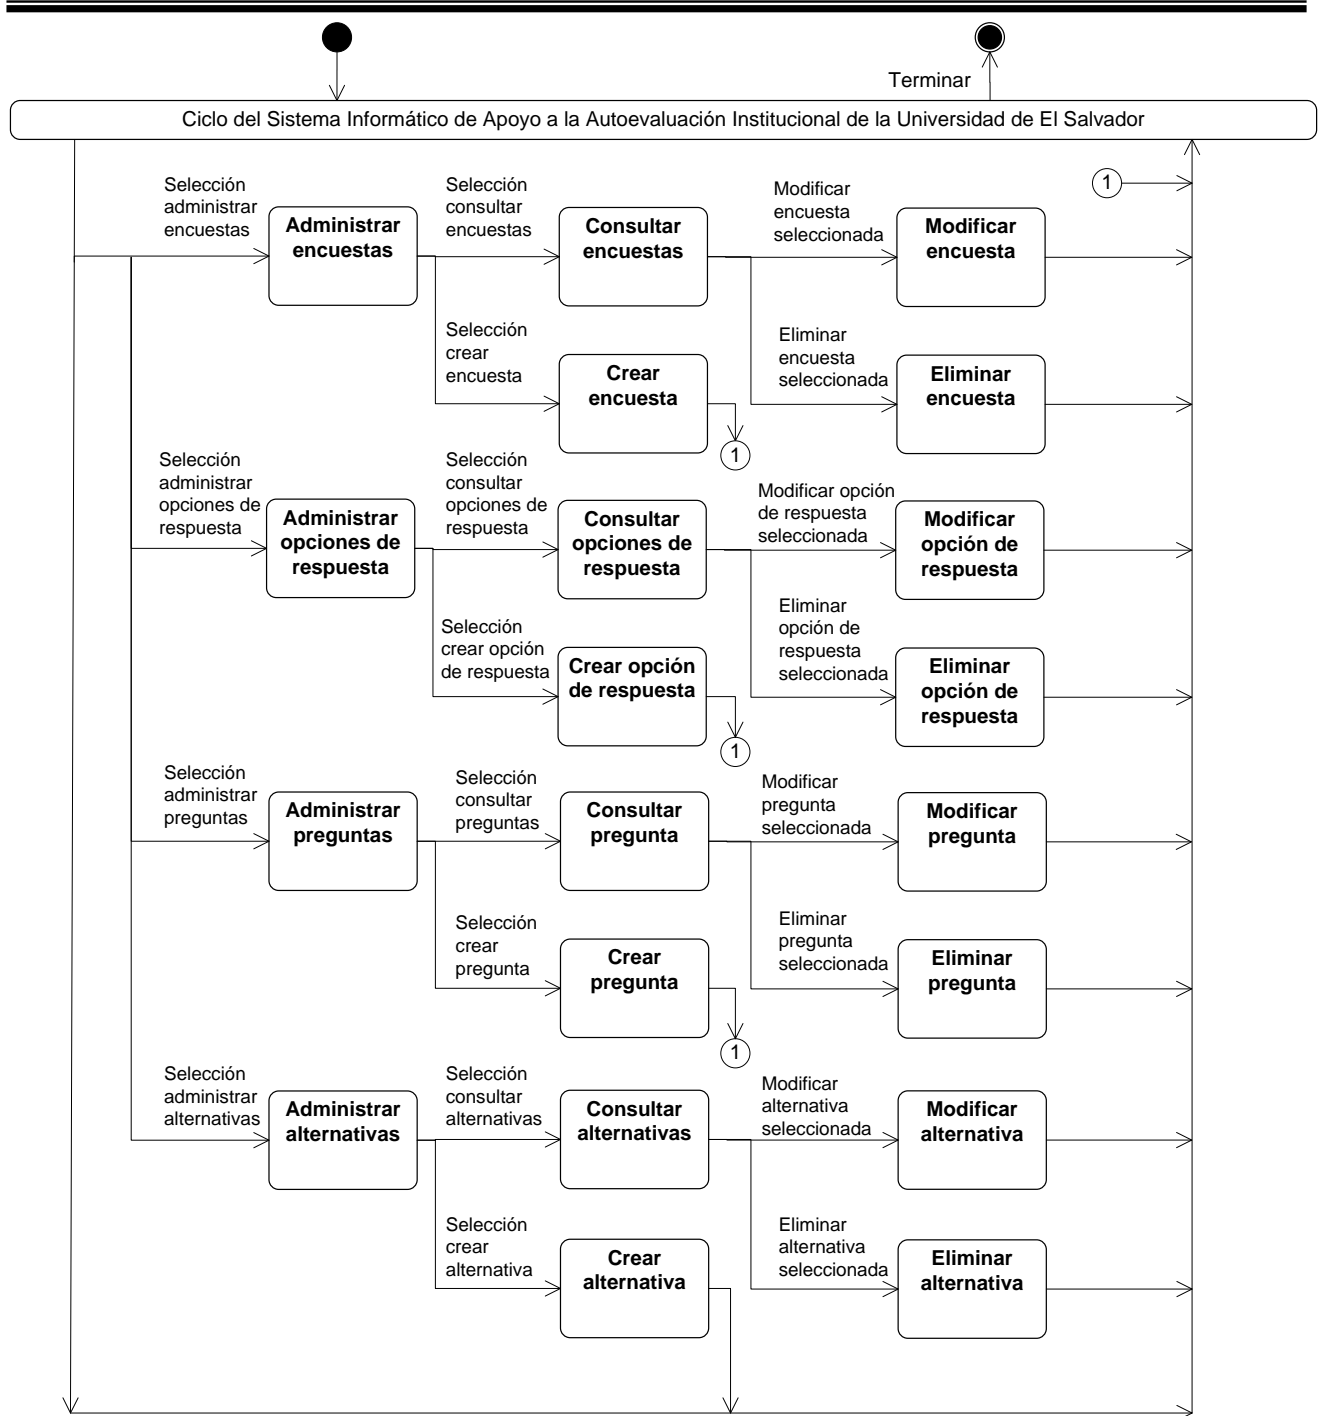 Terminar
Ciclo del Sistema Informático de Apoyo a la Autoevaluación Institucional de la Universidad de El Salvador
1
Selección
administrar
encuestas
Administrar
encuestas
Selección
consultar
encuestas
Consultar
encuestas
Modificar
encuesta
seleccionada
Modificar
encuesta
Selección
crear
encuesta
Crear
encuesta
1
Eliminar
encuesta
seleccionada
Eliminar
encuesta
Selección
administrar
opciones de
respuesta
Administrar
opciones de
respuesta
Selección
consultar
opciones de
respuesta
Consultar
opciones de
respuesta
Modificar opción
de respuesta
seleccionada
Modificar
opción de
respuesta
Selección
crear opción
de respuesta
Crear opción
de respuesta
1
Eliminar
opción de
respuesta
seleccionada
Eliminar
opción de
respuesta
Selección
administrar
preguntas
Administrar
preguntas
Selección
consultar
preguntas
Consultar
pregunta
Modificar
pregunta
seleccionada
Modificar
pregunta
Selección
crear
pregunta
Crear
pregunta
1
Eliminar
pregunta
seleccionada
Eliminar
pregunta
Selección
administrar
alternativas
Administrar
alternativas
Selección
consultar
alternativas
Consultar
alternativas
Modificar
alternativa
seleccionada
Modificar
alternativa
Selección
crear
alternativa
Crear
alternativa
Eliminar
alternativa
seleccionada
Eliminar
alternativa